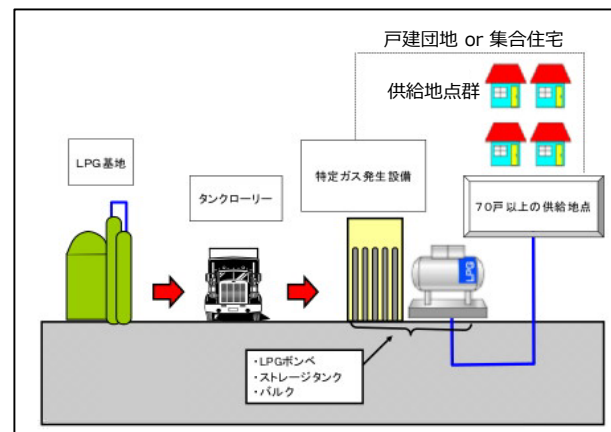 戸建団地 or 集合住宅
供給地点群
LPG基地
タンクローリー
特定ガス発生設備
70戸以上の供給地点
LPG
・LPGボンベ
・ストレージタンク
・バルク